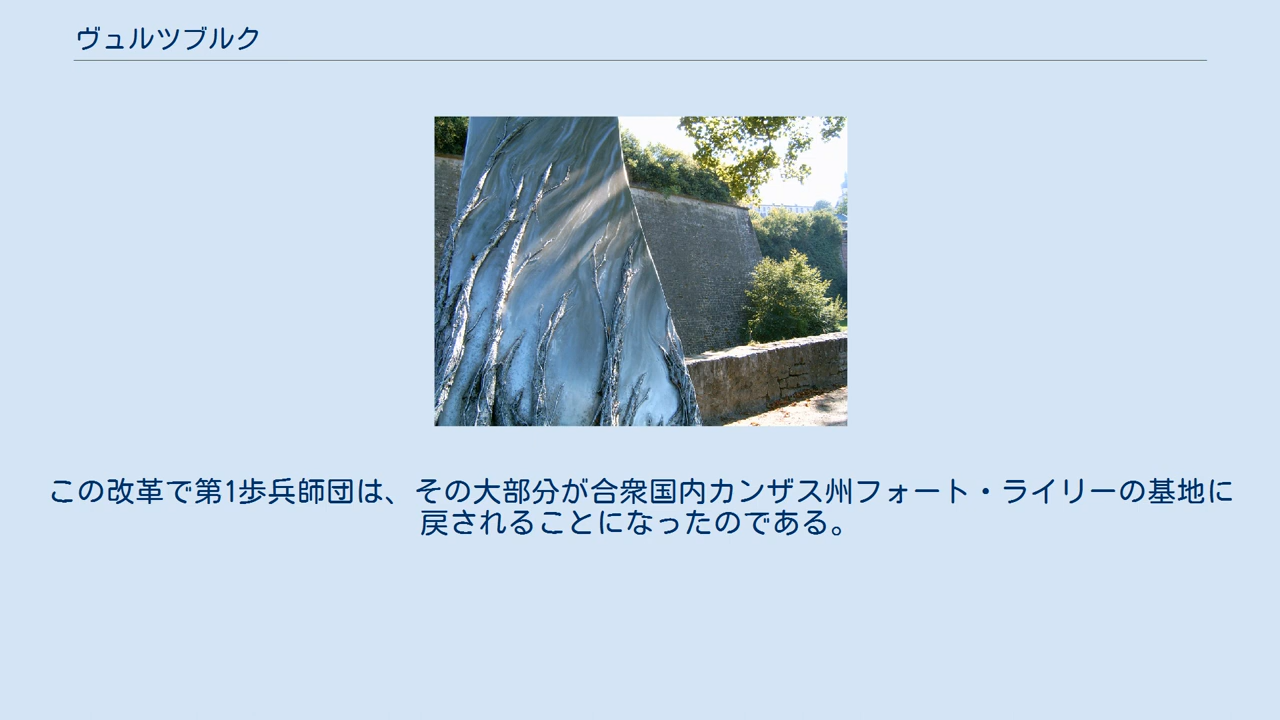 ヴュルツブルク
この改革で第1歩兵師団は、その大部分が合衆国内カンザス州フォート・ライリーの基地に
戻されることになったのである。